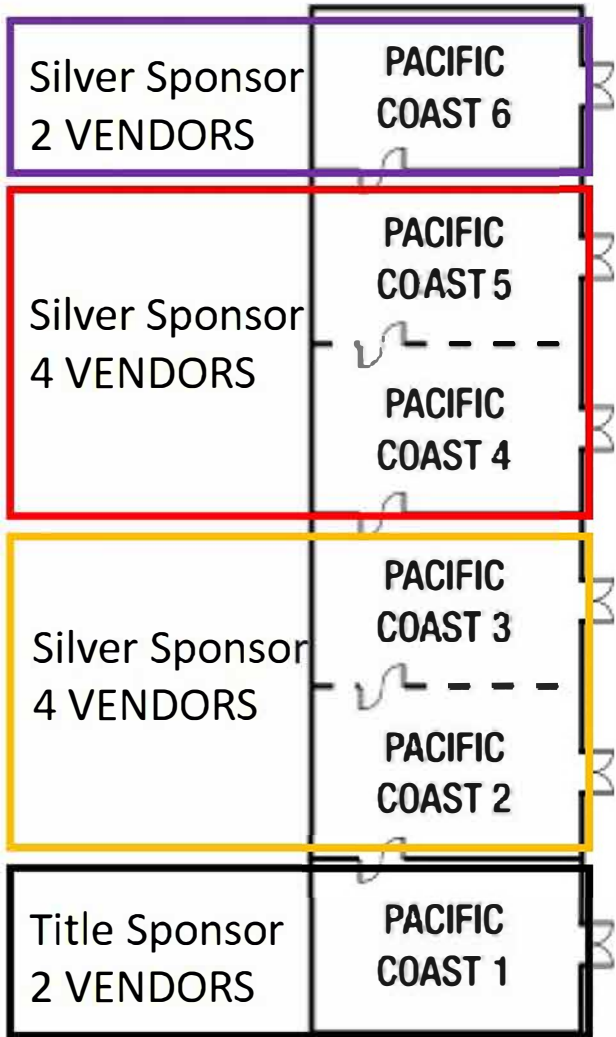 Silver Sponsor
2 VENDORS
PACIFIC
COAST 6
Silver Sponsor
4 VENDORS
PACIFIC
COAST 5
PACIFIC
COAST 4
Silver Sponsor
4 VENDORS
PACIFIC
COAST 3
PACIFIC
COAST 2
Title Sponsor
2 VENDORS
PACIFIC
COAST 1